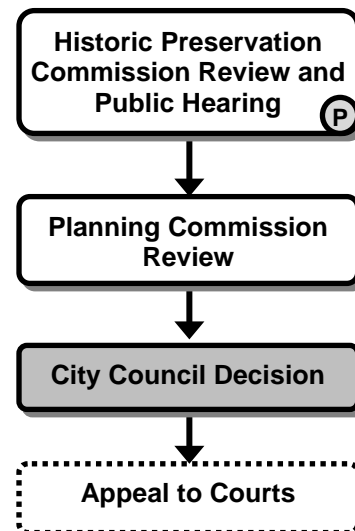 Historic Preservation
Commission Review and
Public Hearing
P
Planning Commission
Review
City Council Decision
Appeal to Courts